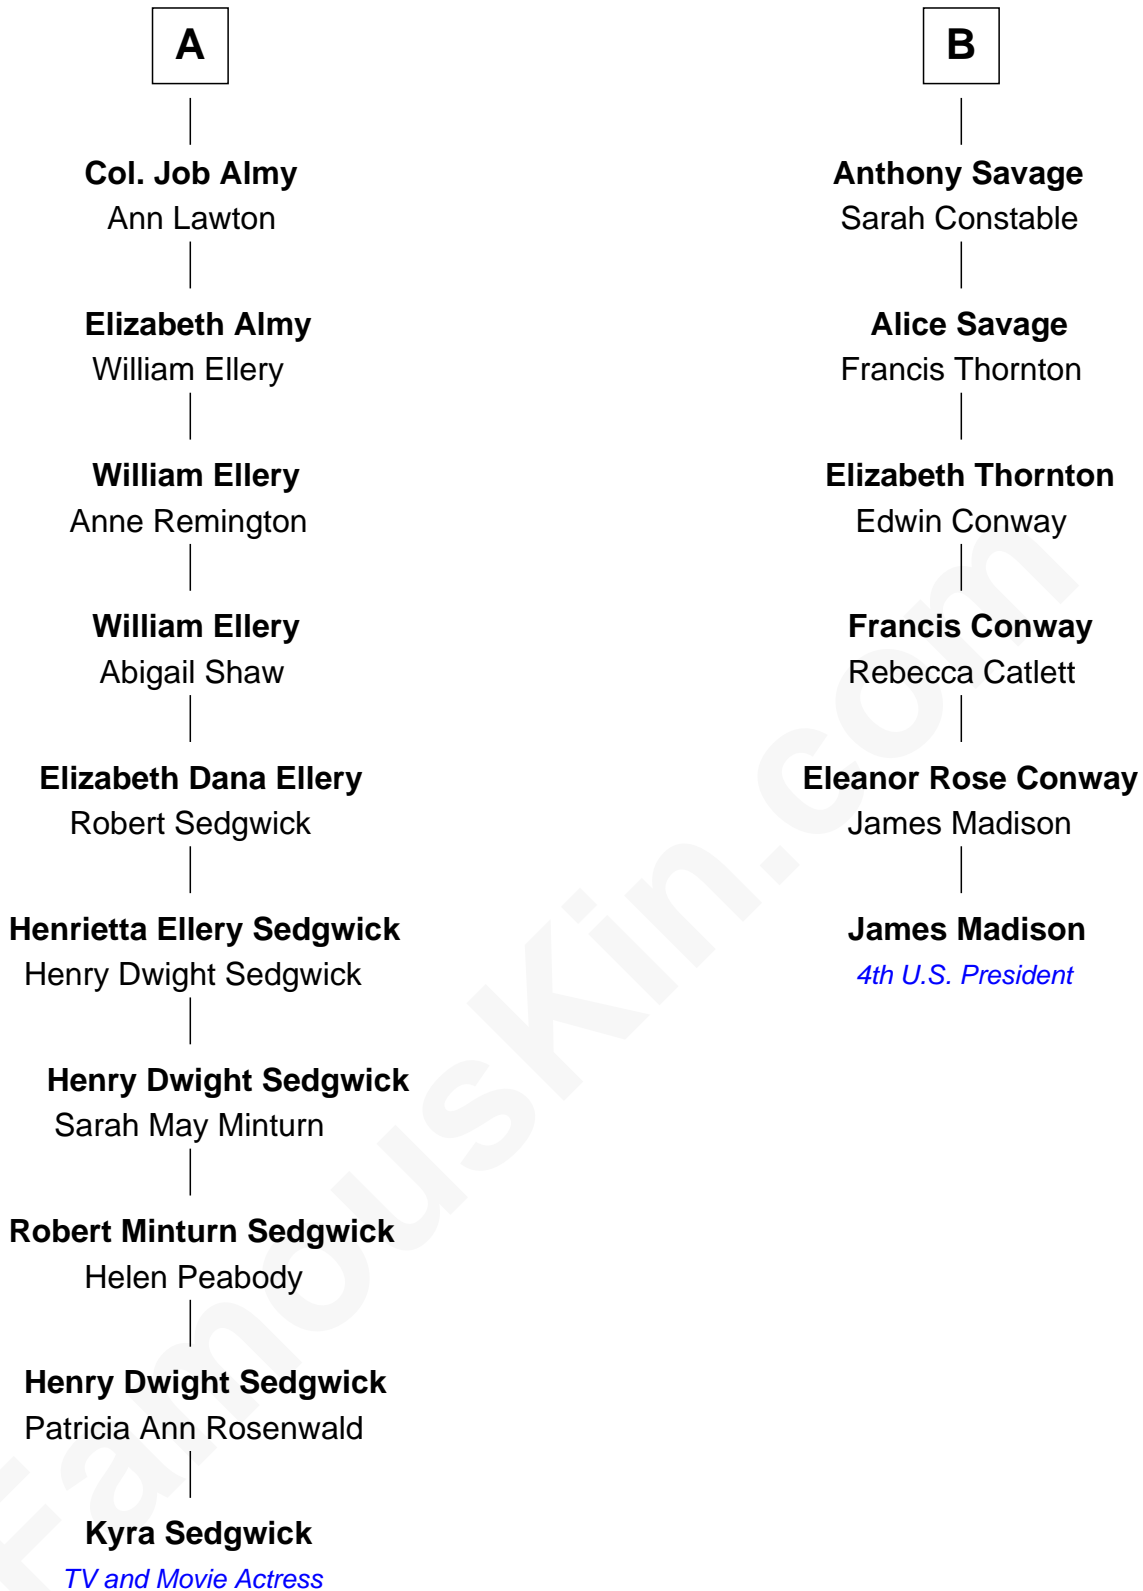 A
Col. Job Almy
Ann Lawton
Elizabeth Almy
William Ellery
William Ellery
Anne Remington
William Ellery
Abigail Shaw
Elizabeth Dana Ellery
Robert Sedgwick
Henrietta Ellery Sedgwick
Henry Dwight Sedgwick
Henry Dwight Sedgwick
Sarah May Minturn
Robert Minturn Sedgwick
Helen Peabody
Henry Dwight Sedgwick
Patricia Ann Rosenwald
Kyra Sedgwick
TV and Movie Actress
B
Anthony Savage
Sarah Constable
Alice Savage
Francis Thornton
Elizabeth Thornton
Edwin Conway
Francis Conway
Rebecca Catlett
Eleanor Rose Conway
James Madison
James Madison
4th U.S. President
FamousKin.com